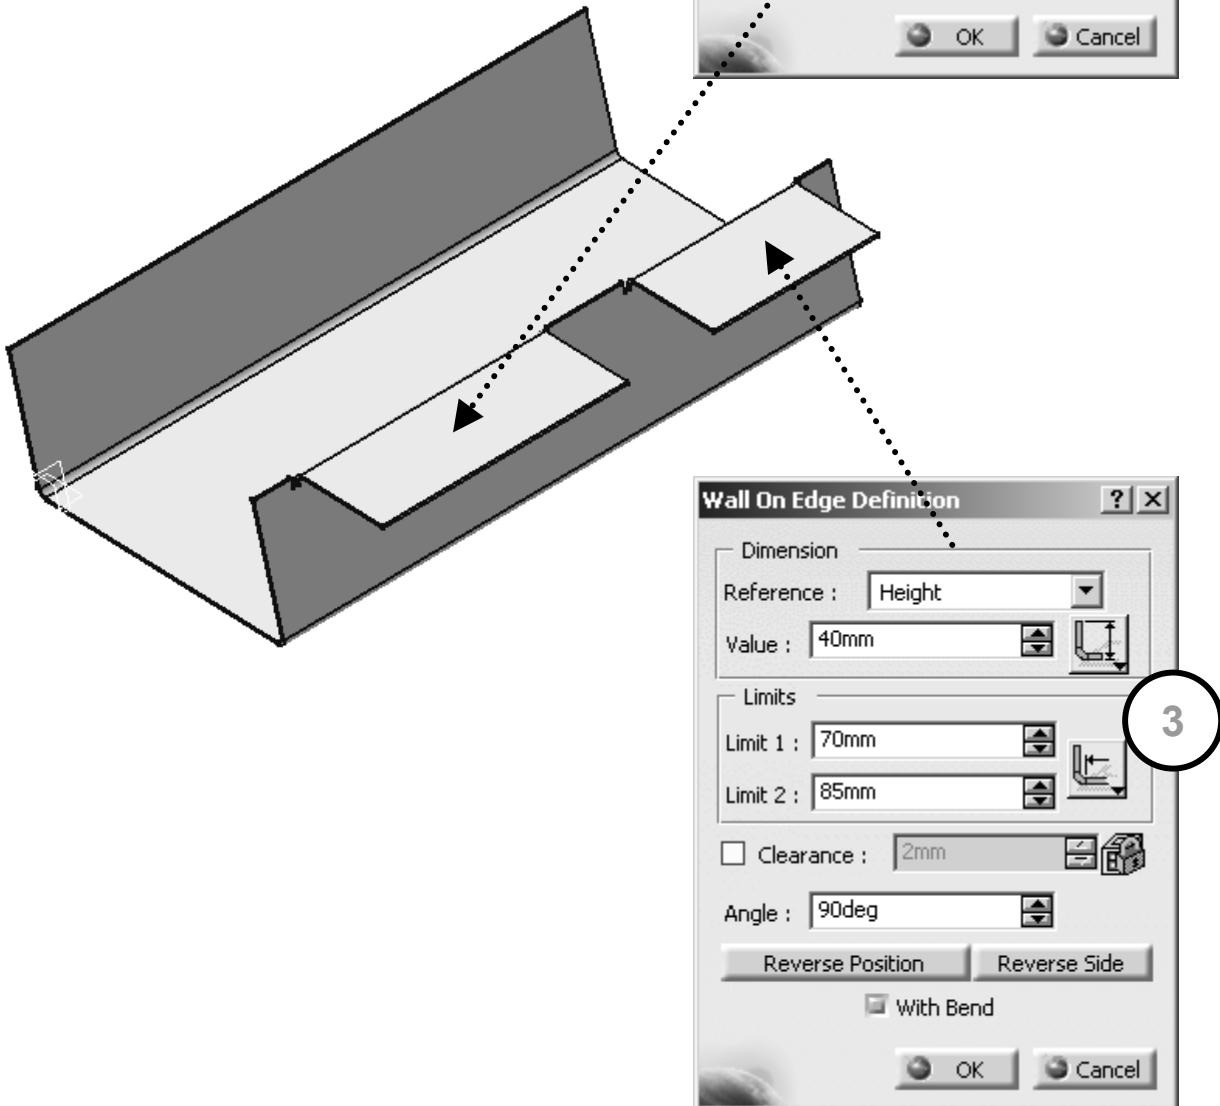 OK Cancel
Wall On Edge Definition ? X
Dimension
Reference : Height
Value : 40mm
Limits
3
Limit 1 : 70mm
Limit 2 : 85mm
Clearance : 2mm
Angle : 90deg
Reverse Position Reverse Side
With Bend
OK Cancel